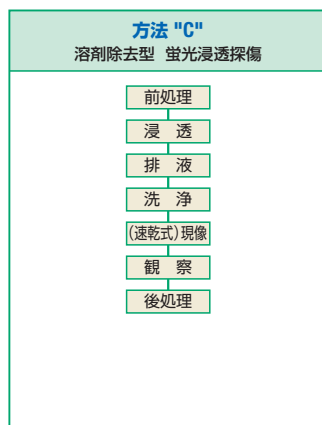 方法 "C"
溶剤除去型 蛍光浸透探傷
前処理
浸 透
排 液
洗 浄
(速乾式)現像
観 察
後処理